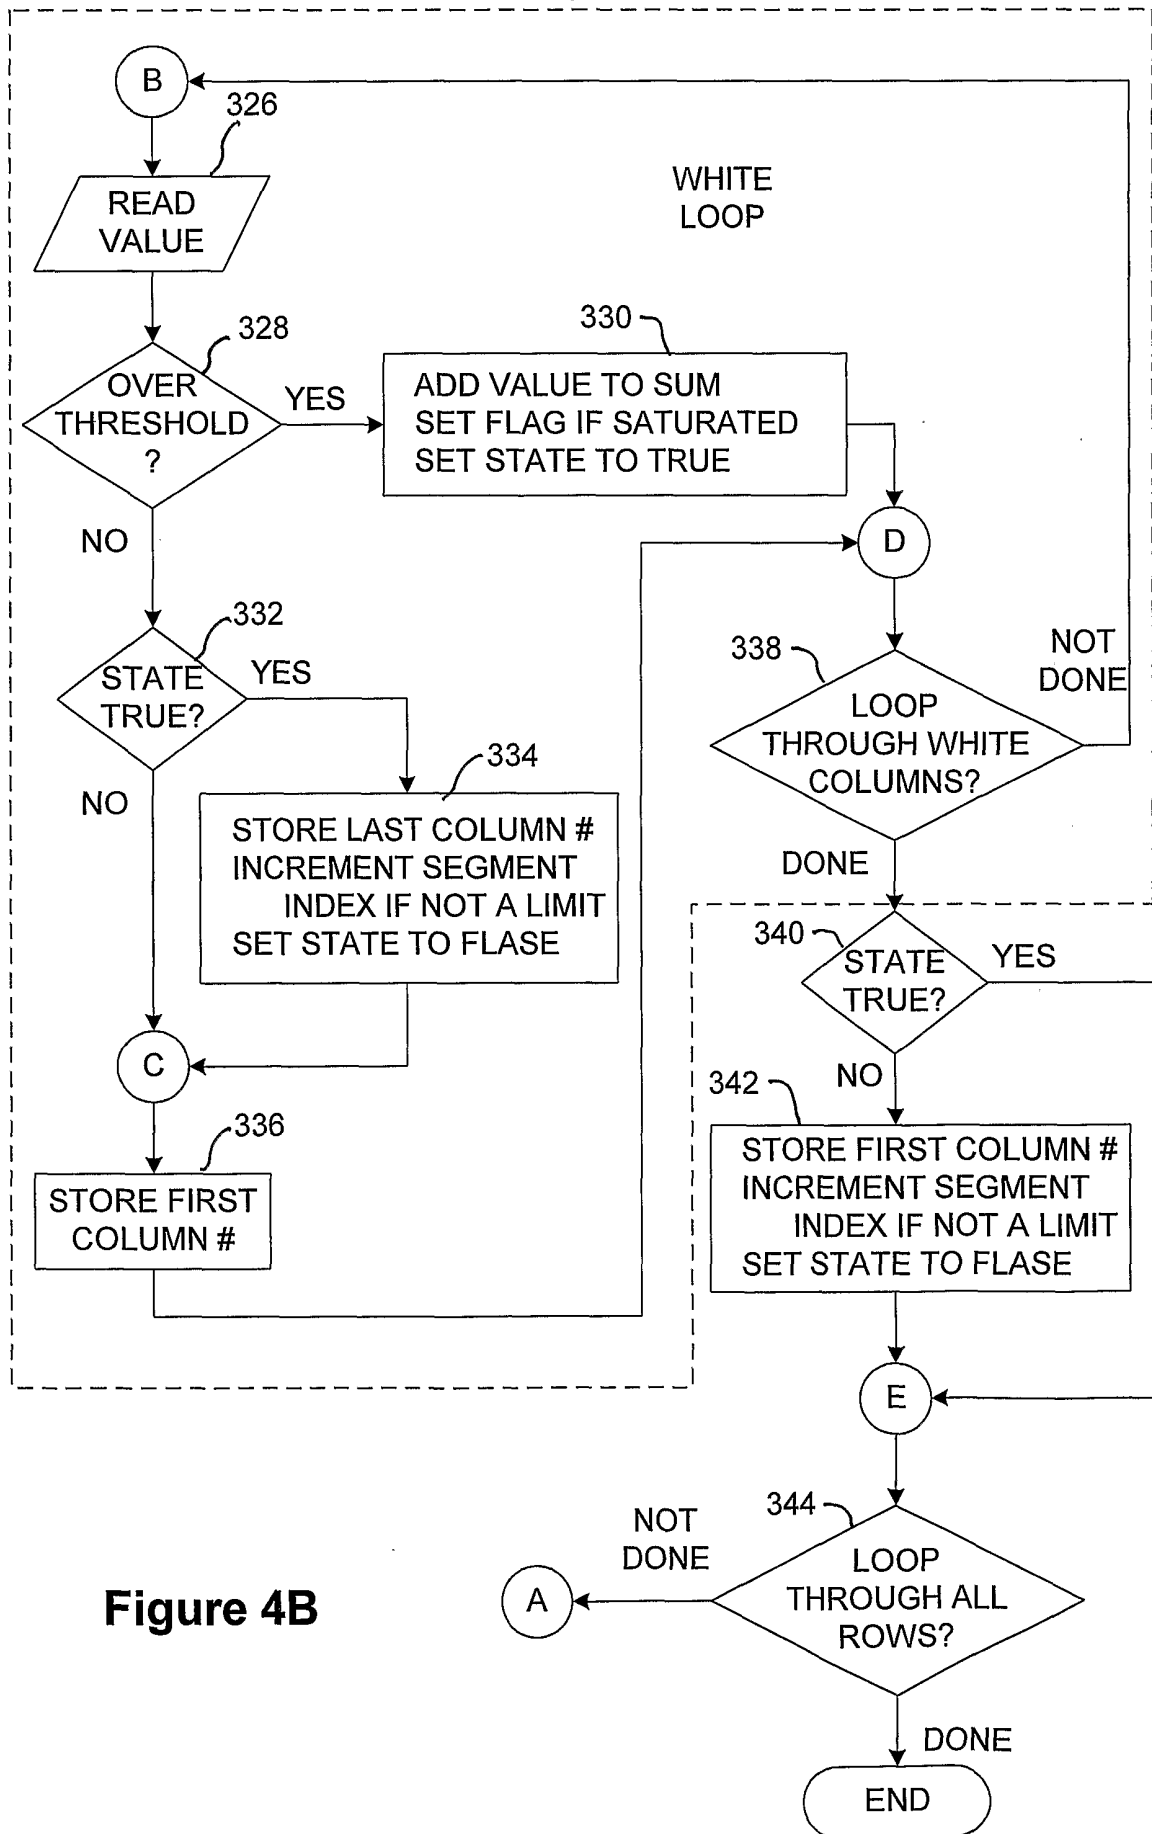 B
326
READ
VALUE
WHITE
LOOP
328
OVER
THRESHOLD
?
YES
NO
330
ADD VALUE TO SUM
SET FLAG IF SATURATED
SET STATE TO TRUE
D
332
STATE
TRUE?
YES
NO
334
STORE LAST COLUMN #
INCREMENT SEGMENT
INDEX IF NOT A LIMIT
SET STATE TO FLASE
C
336
STORE FIRST
COLUMN #
338
LOOP
THROUGH WHITE
COLUMNS?
NOT
DONE
DONE
340
STATE
TRUE?
YES
NO
342
STORE FIRST COLUMN #
INCREMENT SEGMENT
INDEX IF NOT A LIMIT
SET STATE TO FLASE
E
344
LOOP
THROUGH ALL
ROWS?
NOT
DONE
A
DONE
END
Figure 4B